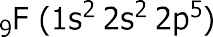 ₉F (1s² 2s² 2p⁵)